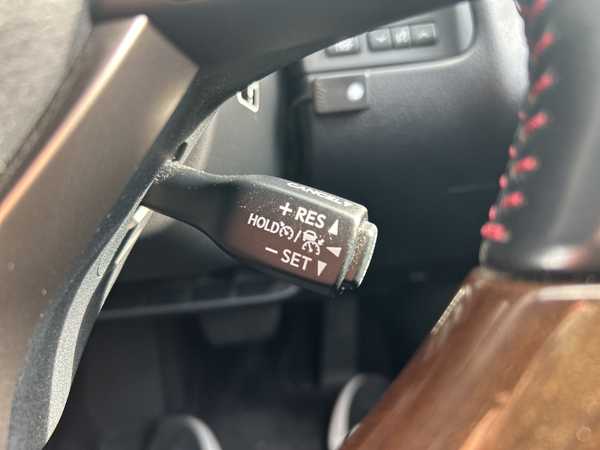 CANCEL
+ RES ▲
HOLD /
− SET ▼